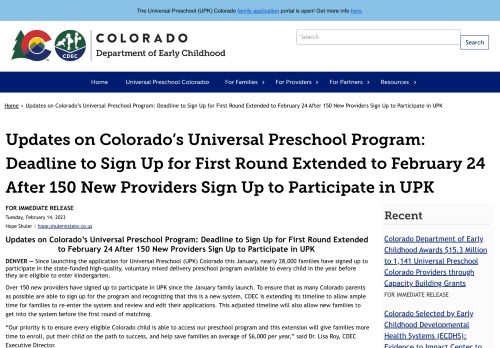 The Universal Preschool (UPK) Colorado family application portal is open! Get more info here.
COLORADO
Department of Early Childhood
CDEC
Search
Search
Home Universal Preschool Colorado For Families For Providers For Partners Resources
Home › Updates on Colorado's Universal Preschool Program: Deadline to Sign Up for First Round Extended to February 24 After 150 New Providers Sign Up to Participate in UPK
Updates on Colorado's Universal Preschool Program:
Deadline to Sign Up for First Round Extended to February 24
After 150 New Providers Sign Up to Participate in UPK
FOR IMMEDIATE RELEASE
Tuesday, February 14, 2023
Hope Shuler | hope.shuler@state.co.us
Updates on Colorado's Universal Preschool Program: Deadline to Sign Up for First Round Extended
to February 24 After 150 New Providers Sign Up to Participate in UPK
DENVER — Since launching the application for Universal (UPK) Colorado this January, nearly 28,000 families have signed up to
participate in the state-funded high-quality, voluntary mixed delivery preschool program available to every child in the year before
they are eligible to enter kindergarten.
Over 150 new providers have signed up to participate in UPK since the January family launch. To ensure that as many Colorado parents
as possible are able to sign up for the program and recognizing that this is a new system, CDEC is extending its timeline to allow ample
time for families to re-enter the system and review and edit their applications. This adjusted timeline will also allow new families to
get into the system before the first round of matching.
"Our priority is to ensure every eligible Colorado child is able to access our preschool program and this extension will give families more
time to enroll, put their child on the path to success, and help save families an average of $6,000 per year," said Dr. Lisa Roy, CDEC
Executive Director.
Recent
Colorado Department of Early
Childhood Awards $15.3 Million
to 1,141 Universal Preschool
Colorado Providers through
Capacity Building Grants
FOR IMMEDIATE RELEASE
Colorado Selected by Early
Childhood Developmental
Health Systems (ECDHS):
Evidence to Impact Center to